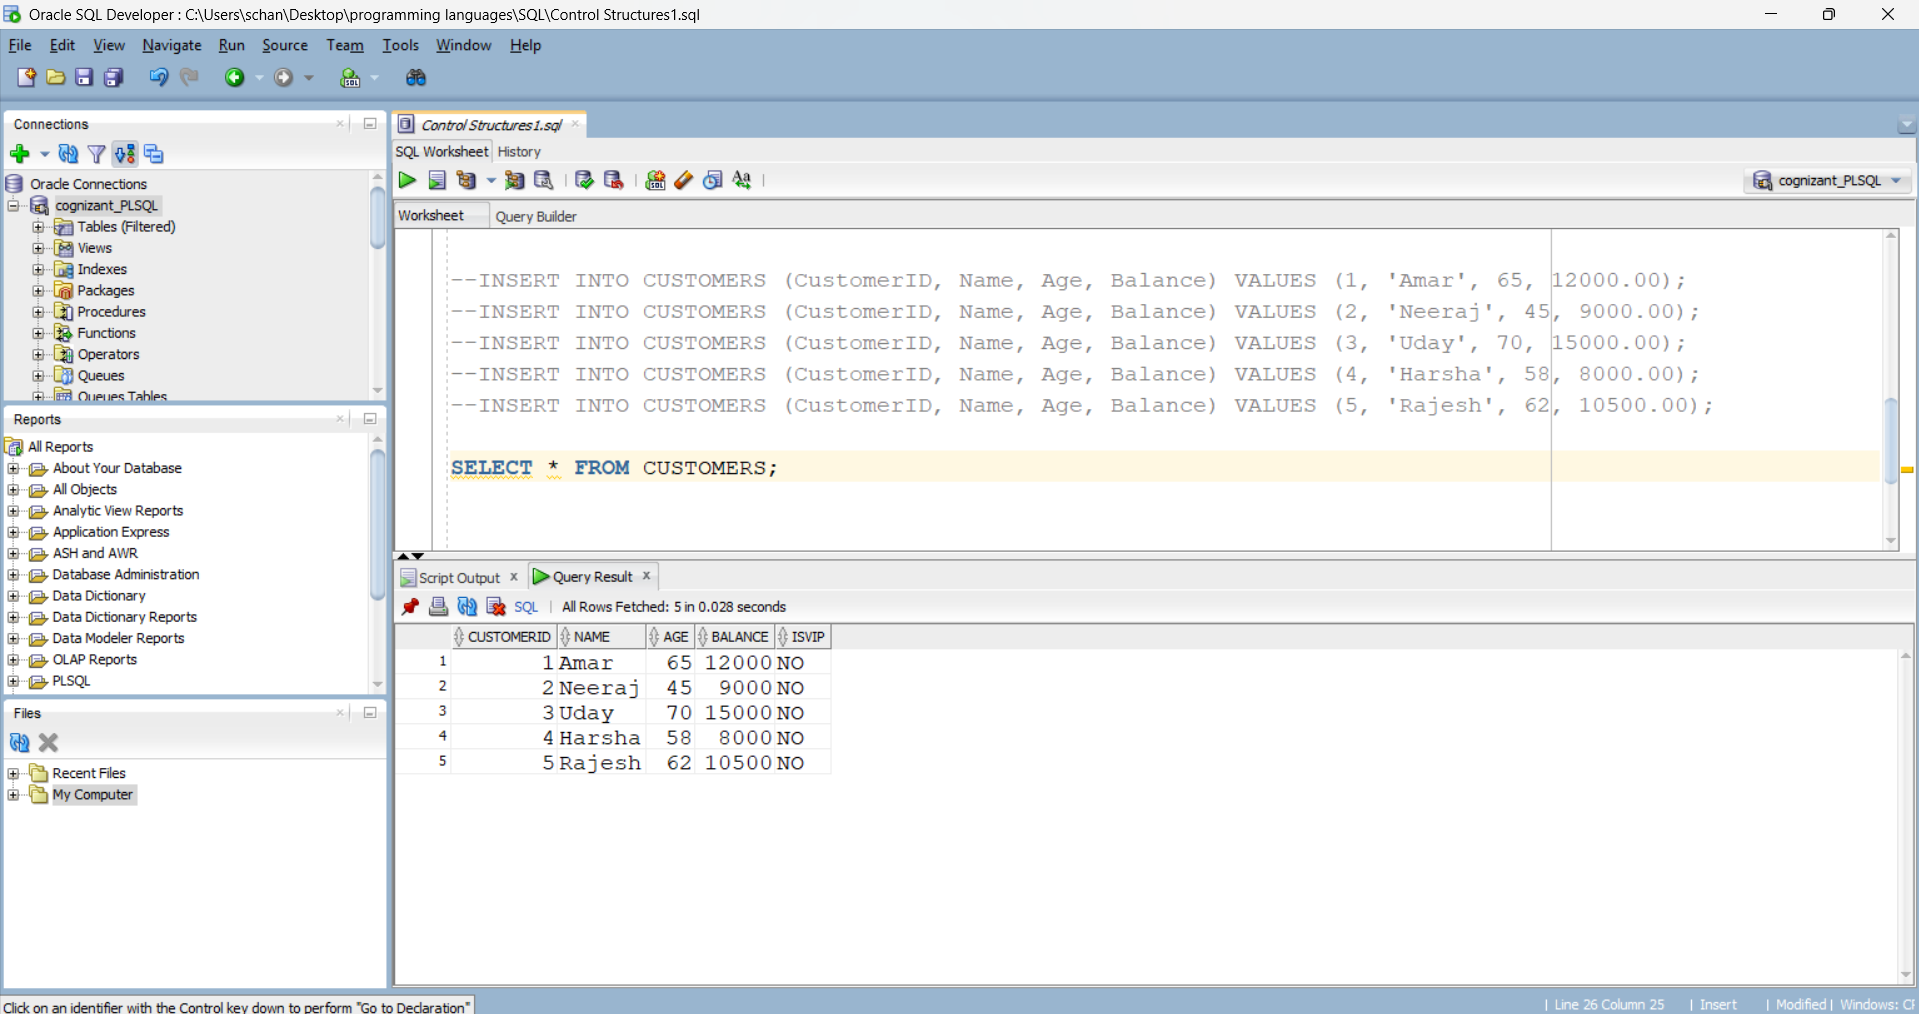 Oracle SQL Developer : C:\Users\schan\Desktop\programming languages\SQL\Control Structures1.sql
File Edit View Navigate Run Source Team Tools Window Help
Connections
Oracle Connections
cognizant_PLSQL
Tables (Filtered)
Views
Indexes
Packages
Procedures
Functions
Operators
Queues
Queues Tables
Reports
All Reports
About Your Database
All Objects
Analytic View Reports
Application Express
ASH and AWR
Database Administration
Data Dictionary
Data Dictionary Reports
Data Modeler Reports
OLAP Reports
PLSQL
Files
Recent Files
My Computer
Control Structures1.sql
SQL Worksheet History
cognizant_PLSQL
Worksheet Query Builder
--INSERT INTO CUSTOMERS (CustomerID, Name, Age, Balance) VALUES (1, 'Amar', 65, 12000.00);
--INSERT INTO CUSTOMERS (CustomerID, Name, Age, Balance) VALUES (2, 'Neeraj', 45, 9000.00);
--INSERT INTO CUSTOMERS (CustomerID, Name, Age, Balance) VALUES (3, 'Uday', 70, 15000.00);
--INSERT INTO CUSTOMERS (CustomerID, Name, Age, Balance) VALUES (4, 'Harsha', 58, 8000.00);
--INSERT INTO CUSTOMERS (CustomerID, Name, Age, Balance) VALUES (5, 'Rajesh', 62, 10500.00);
SELECT * FROM CUSTOMERS;
Script Output Query Result
SQL All Rows Fetched: 5 in 0.028 seconds
CUSTOMERID NAME AGE BALANCE ISVIP
1 1 Amar 65 12000 NO
2 2 Neeraj 45 9000 NO
3 3 Uday 70 15000 NO
4 4 Harsha 58 8000 NO
5 5 Rajesh 62 10500 NO
Click on an identifier with the Control key down to perform "Go to Declaration"
Line 26 Column 25 | Insert | Modified | Windows: